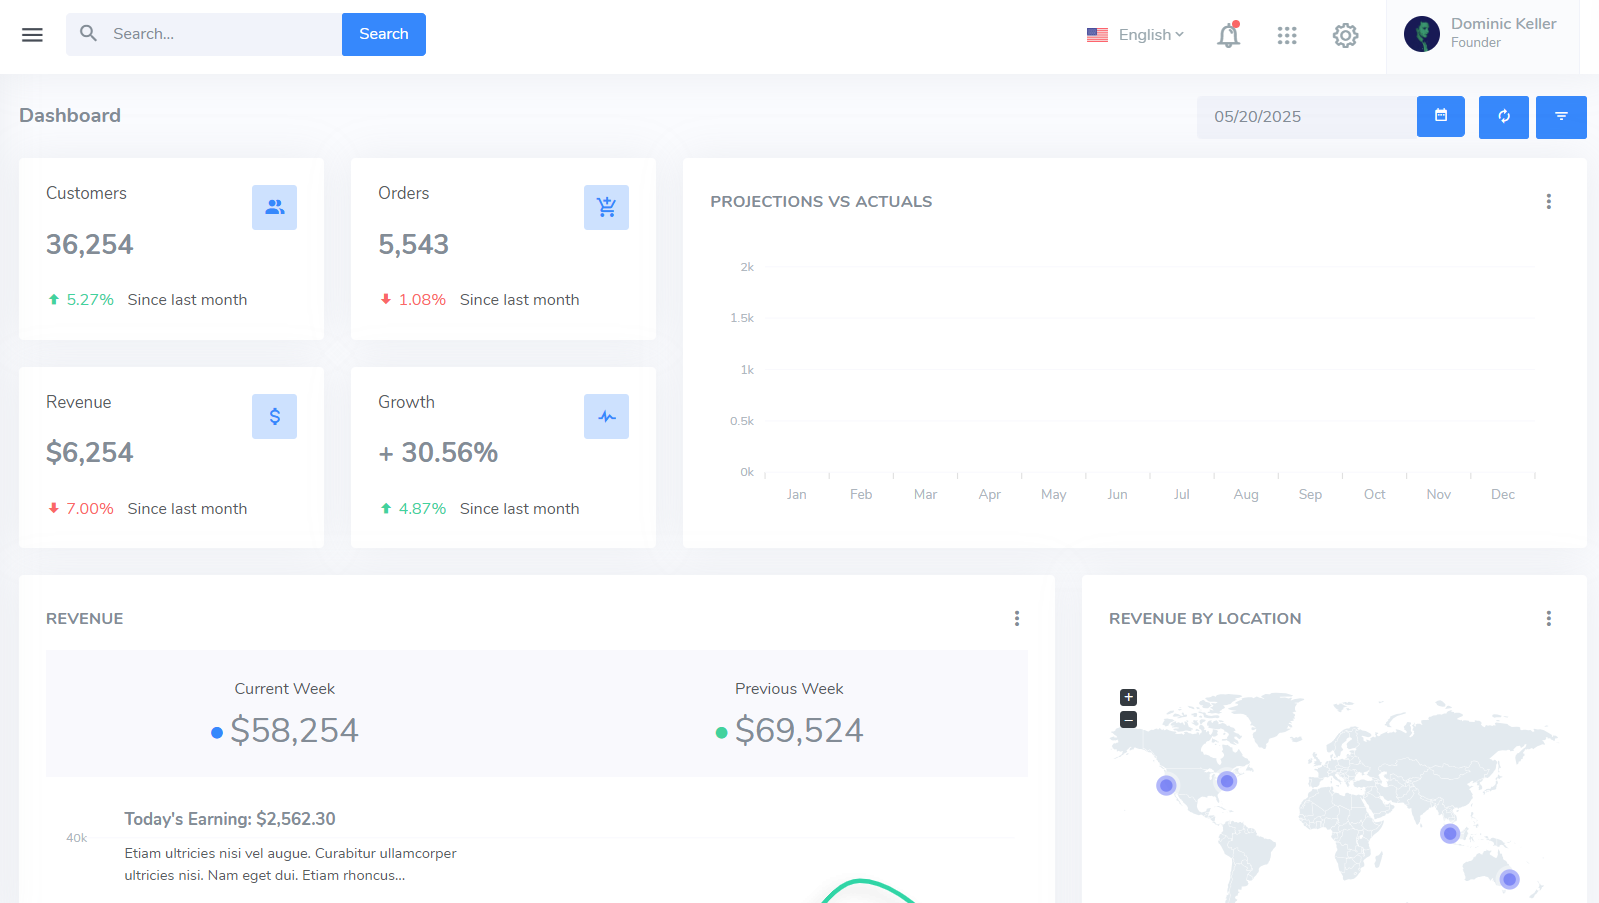 Search...
Search
English
Dominic Keller
Founder
Dashboard
05/20/2025
Customers
36,254
5.27% Since last month
Orders
5,543
1.08% Since last month
Revenue
$6,254
7.00% Since last month
Growth
+ 30.56%
4.87% Since last month
PROJECTIONS VS ACTUALS
2k
1.5k
1k
0.5k
0k
Jan Feb Mar Apr May Jun Jul Aug Sep Oct Nov Dec
REVENUE
Current Week
$58,254
Previous Week
$69,524
Today's Earning: $2,562.30
40k
Etiam ultricies nisi vel augue. Curabitur ullamcorper
ultricies nisi. Nam eget dui. Etiam rhoncus...
REVENUE BY LOCATION
+
−